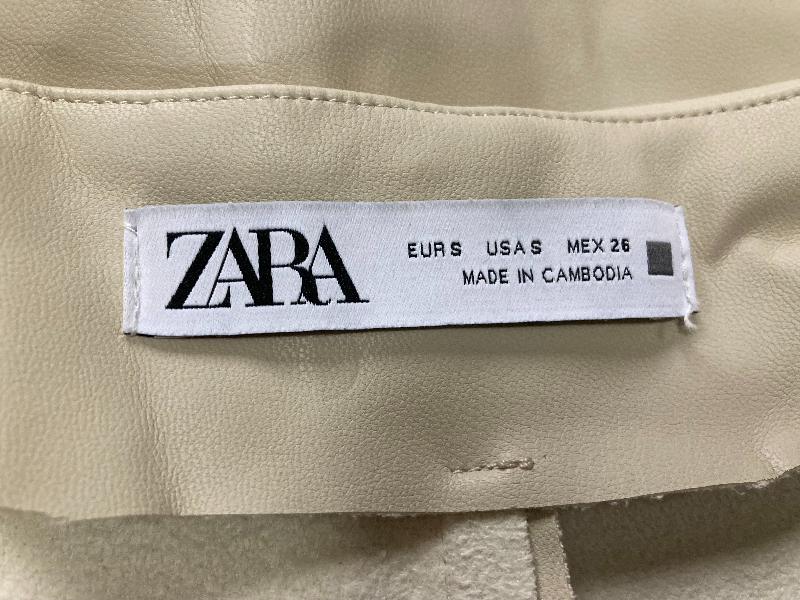 ZARA
EUR S USA S MEX 26
MADE IN CAMBODIA